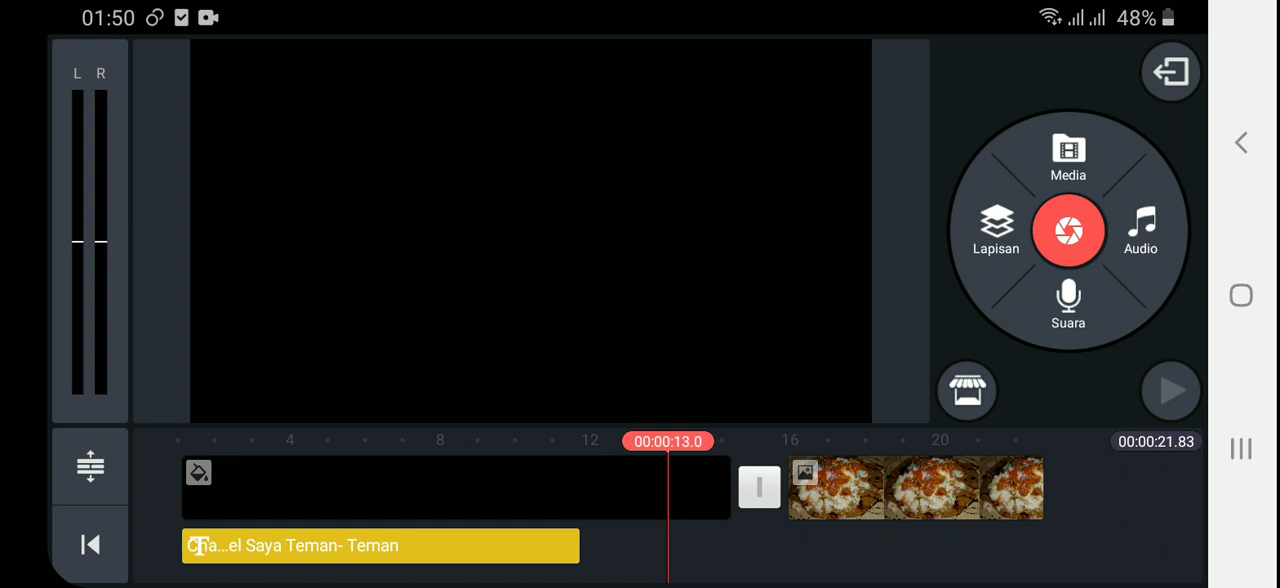 01:50
48%
L R
Media
Lapisan
Audio
Suara
4 8 12 00:00:13.0 16 20 00:00:21.83
Cha...el Saya Teman- Teman